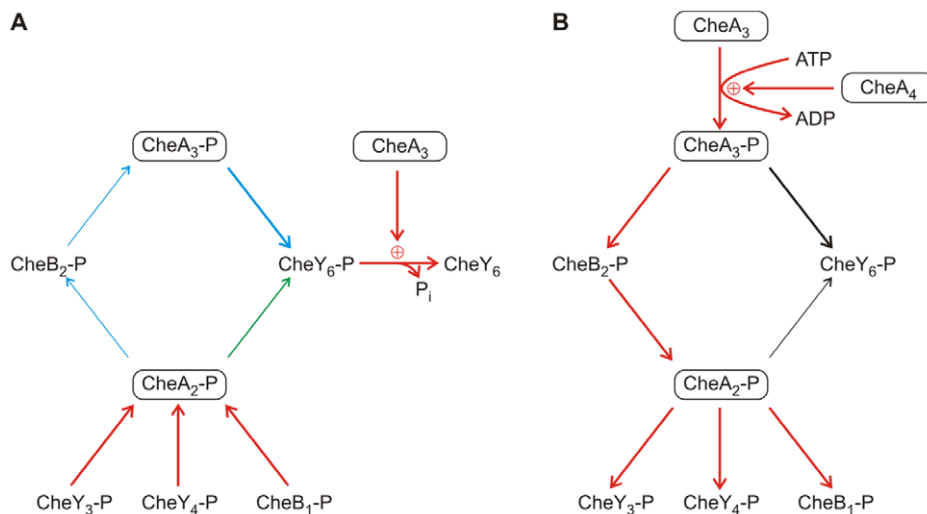 A
CheA₃-P
CheA₃
CheB₂-P
CheY₆-P
CheY₆
Pᵢ
CheA₂-P
CheY₃-P
CheY₄-P
CheB₁-P
B
CheA₃
ATP
⊕
CheA₄
ADP
CheA₃-P
CheB₂-P
CheY₆-P
CheA₂-P
CheY₃-P
CheY₄-P
CheB₁-P